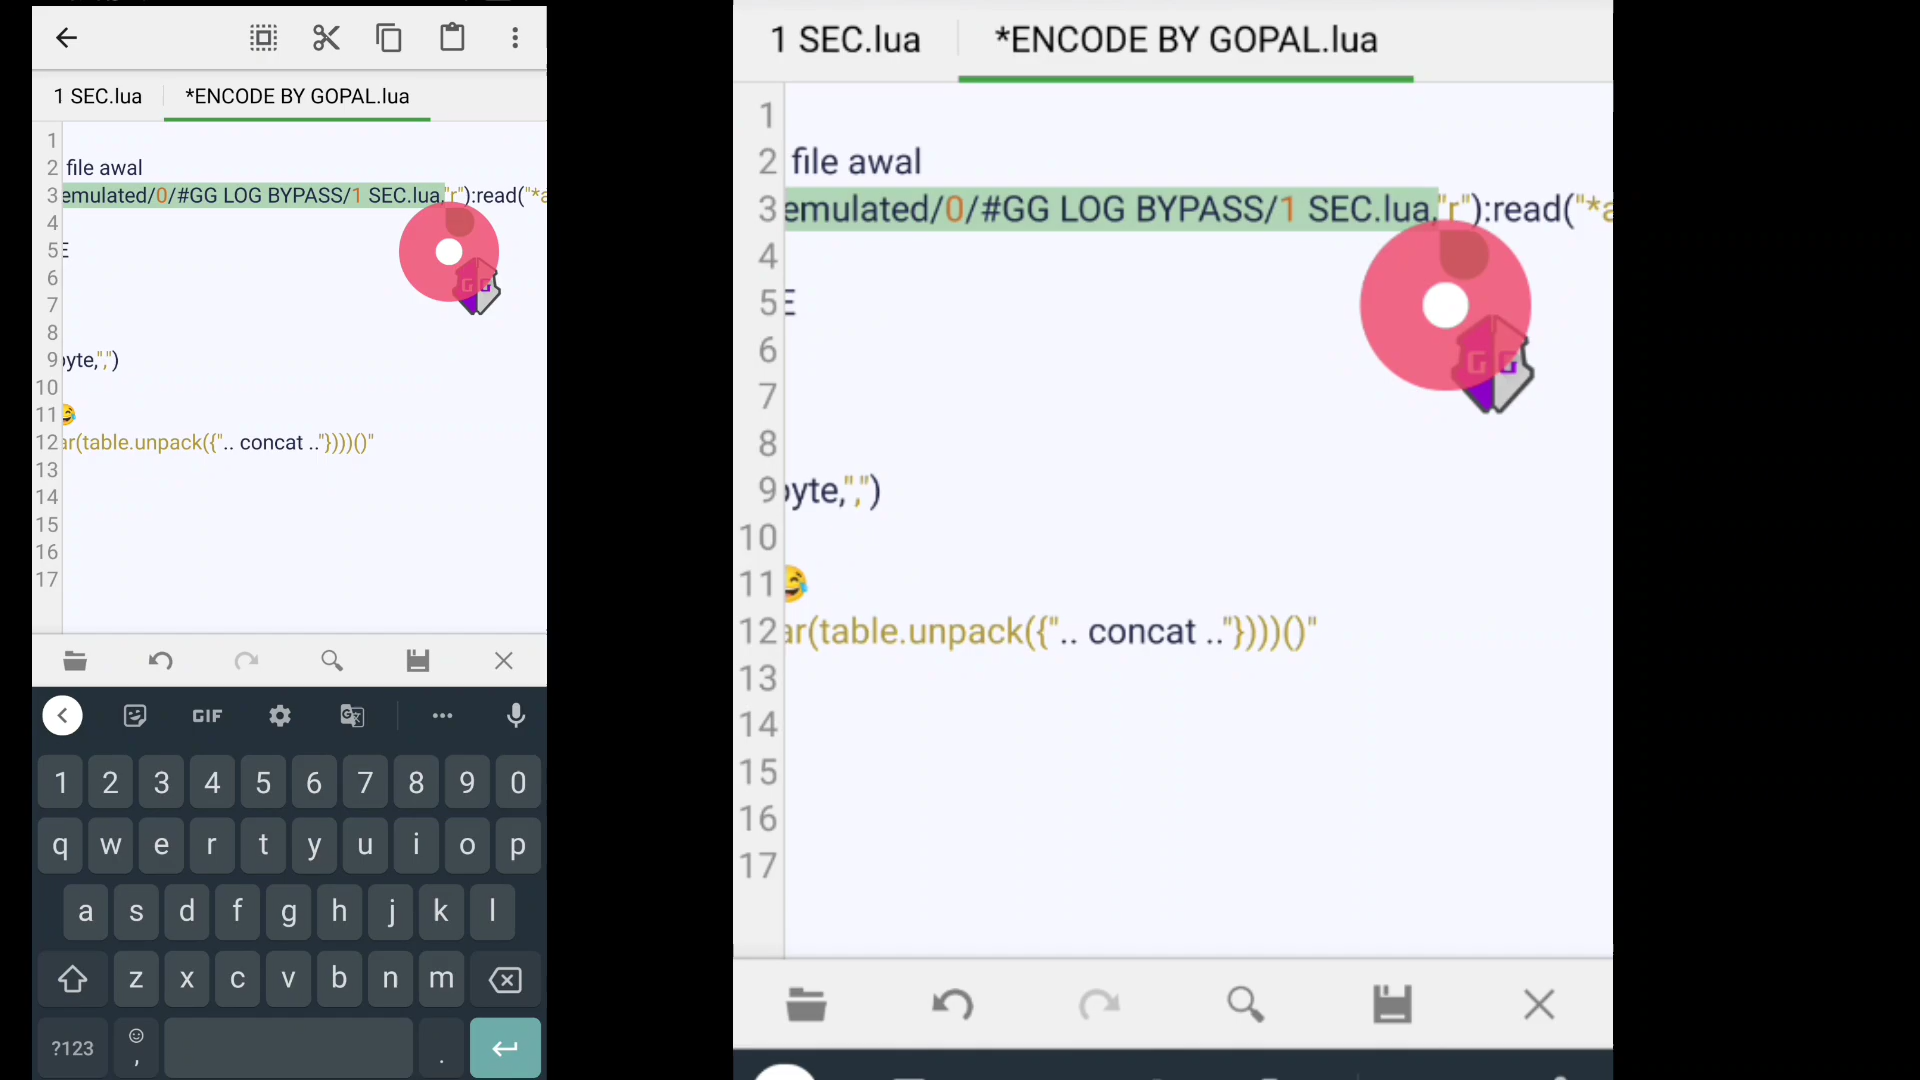 1 SEC.lua
*ENCODE BY GOPAL.lua
1
2 file awal
3 emulated/0/#GG LOG BYPASS/1 SEC.lua,"r"):read("*a
4
5 E
6
7
8
9 byte,",")
10
11 😂
12 ar(table.unpack({".. concat .."})))()"
13
14
15
16
17
GIF
1 2 3 4 5 6 7 8 9 0
q w e r t y u i o p
a s d f g h j k l
z x c v b n m
?123 , .
1 SEC.lua
*ENCODE BY GOPAL.lua
1
2 file awal
3 emulated/0/#GG LOG BYPASS/1 SEC.lua,"r"):read("*a
4
5 E
6
7
8
9 byte,",")
10
11 😂
12 ar(table.unpack({".. concat .."})))()"
13
14
15
16
17